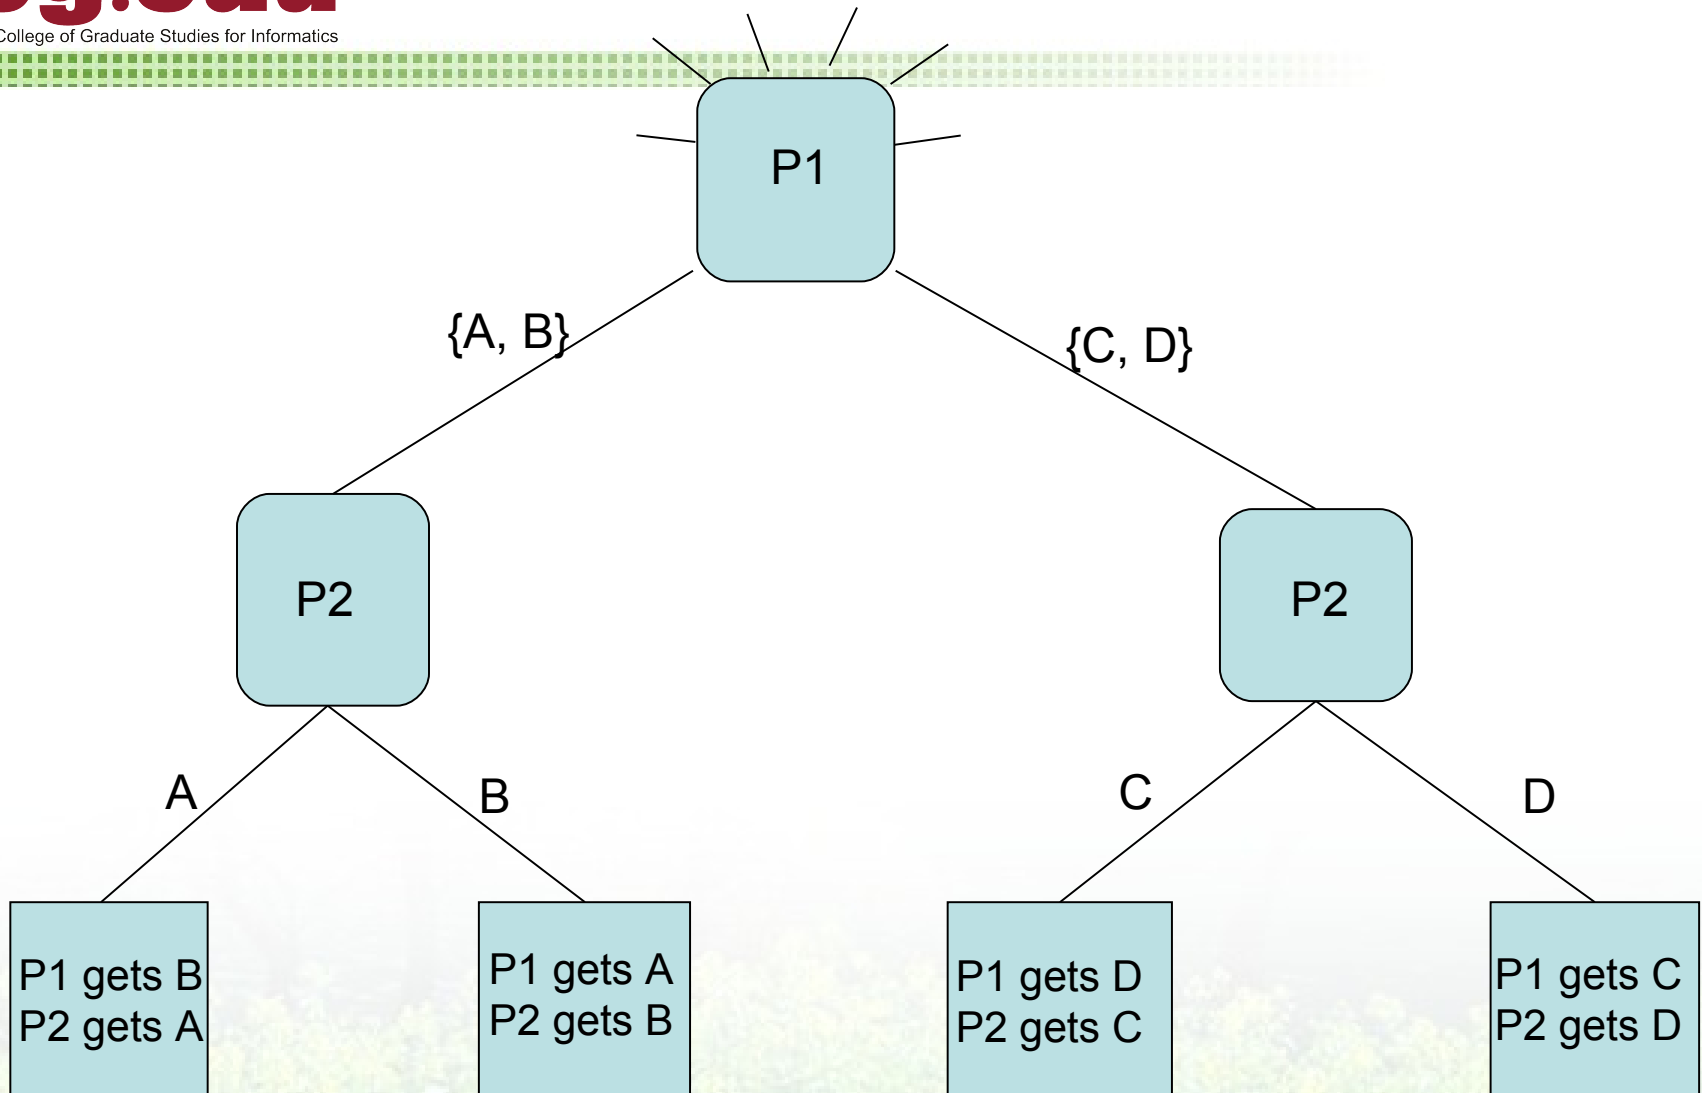 College of Graduate Studies for Informatics
P1
{A, B}
{C, D}
P2
P2
A
B
C
D
P1 gets B
P2 gets A
P1 gets A
P2 gets B
P1 gets D
P2 gets C
P1 gets C
P2 gets D